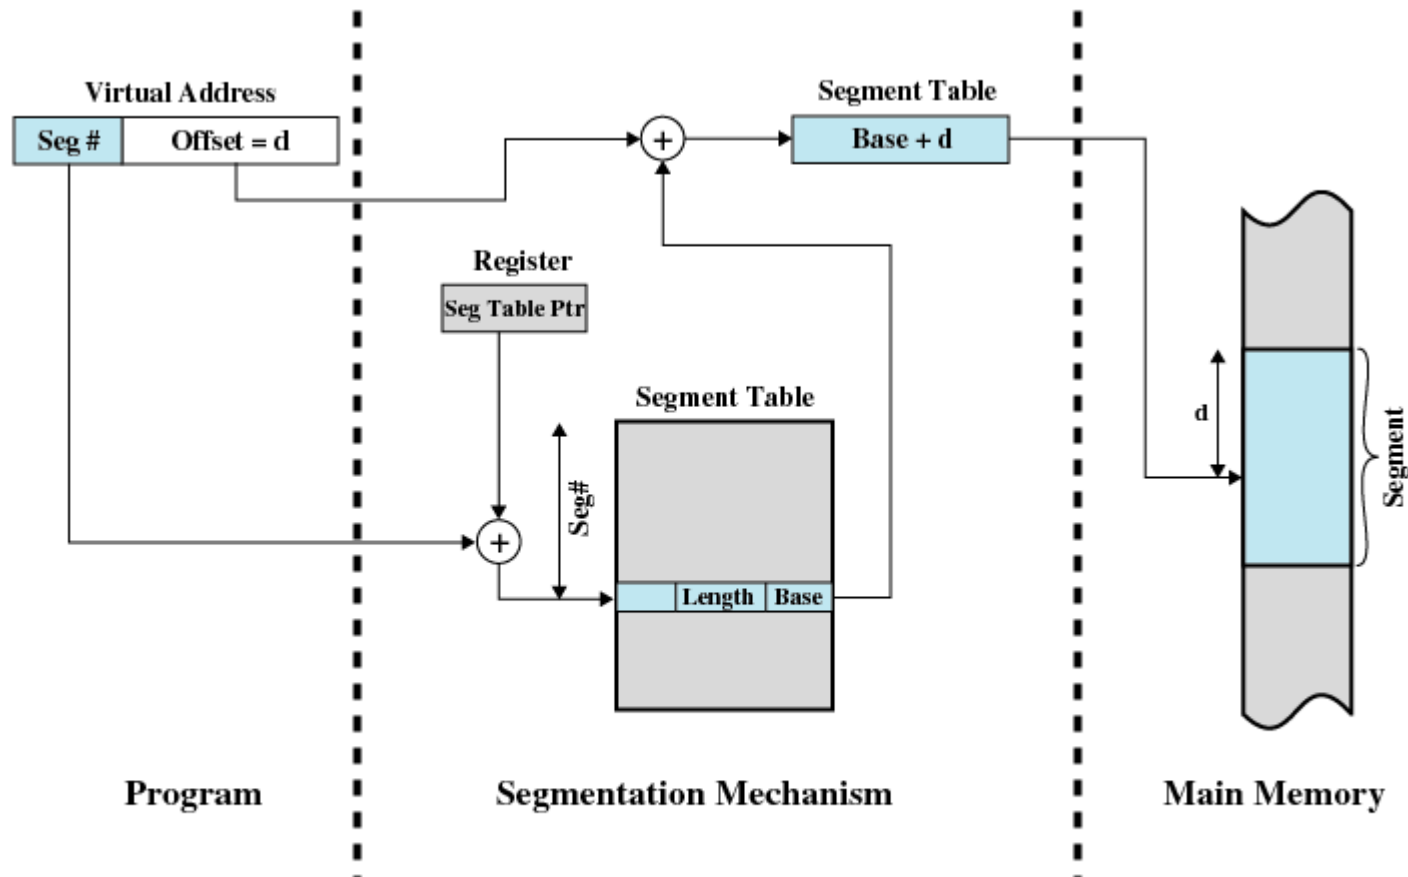 Virtual Address
Seg #
Offset = d
Segment Table
Base + d
+
Register
Seg Table Ptr
Segment Table
Seg#
+
Length
Base
d
Segment
Program
Segmentation Mechanism
Main Memory